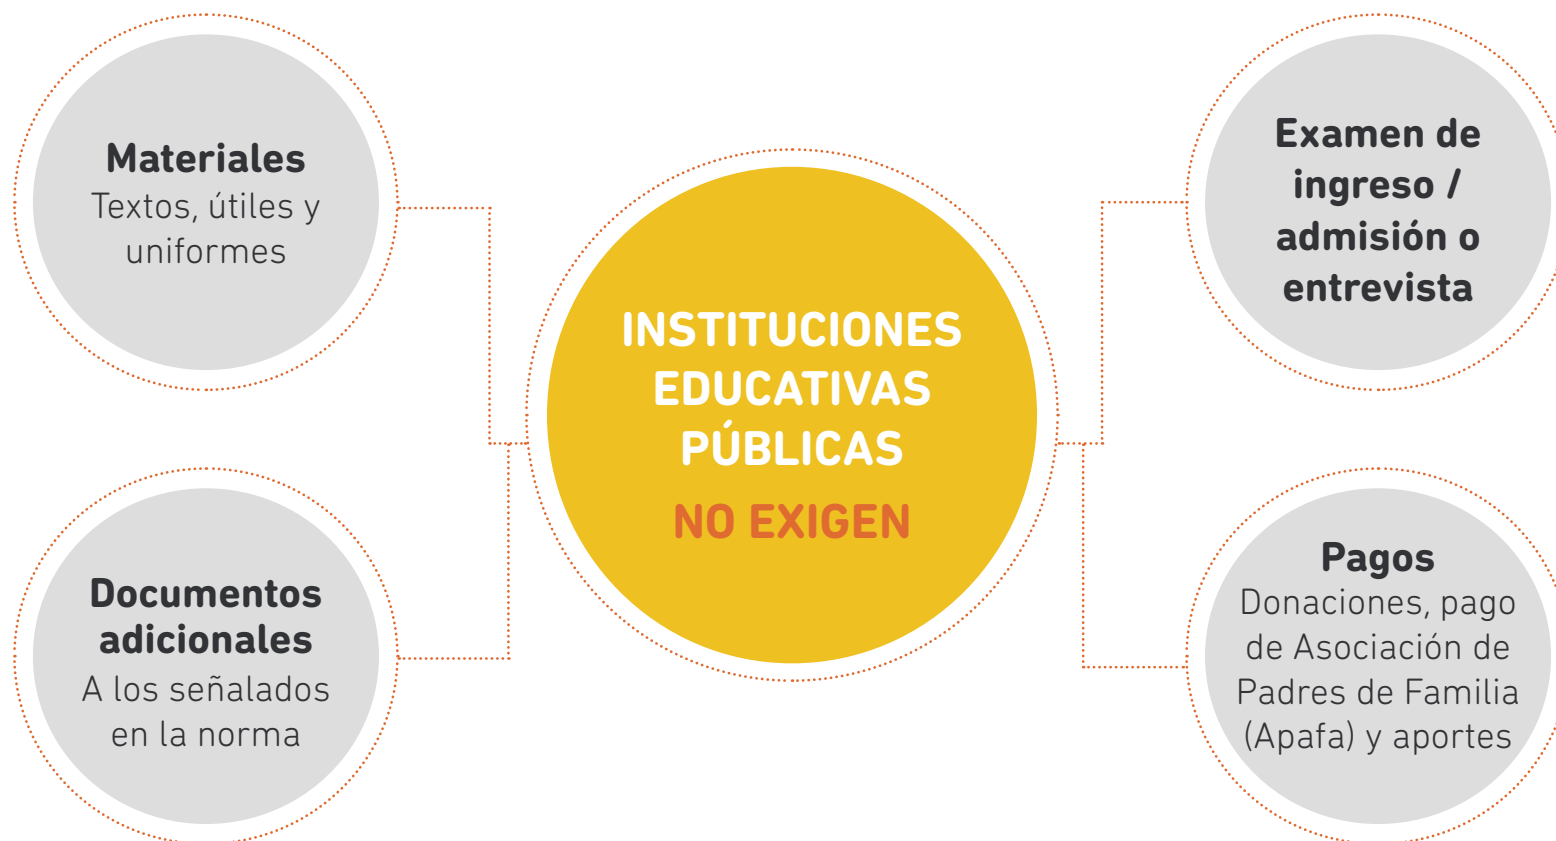 Materiales
Textos, útiles y
uniformes
Documentos
adicionales
A los señalados
en la norma
INSTITUCIONES
EDUCATIVAS
PÚBLICAS
NO EXIGEN
Examen de
ingreso /
admisión o
entrevista
Pagos
Donaciones, pago
de Asociación de
Padres de Familia
(Apafa) y aportes